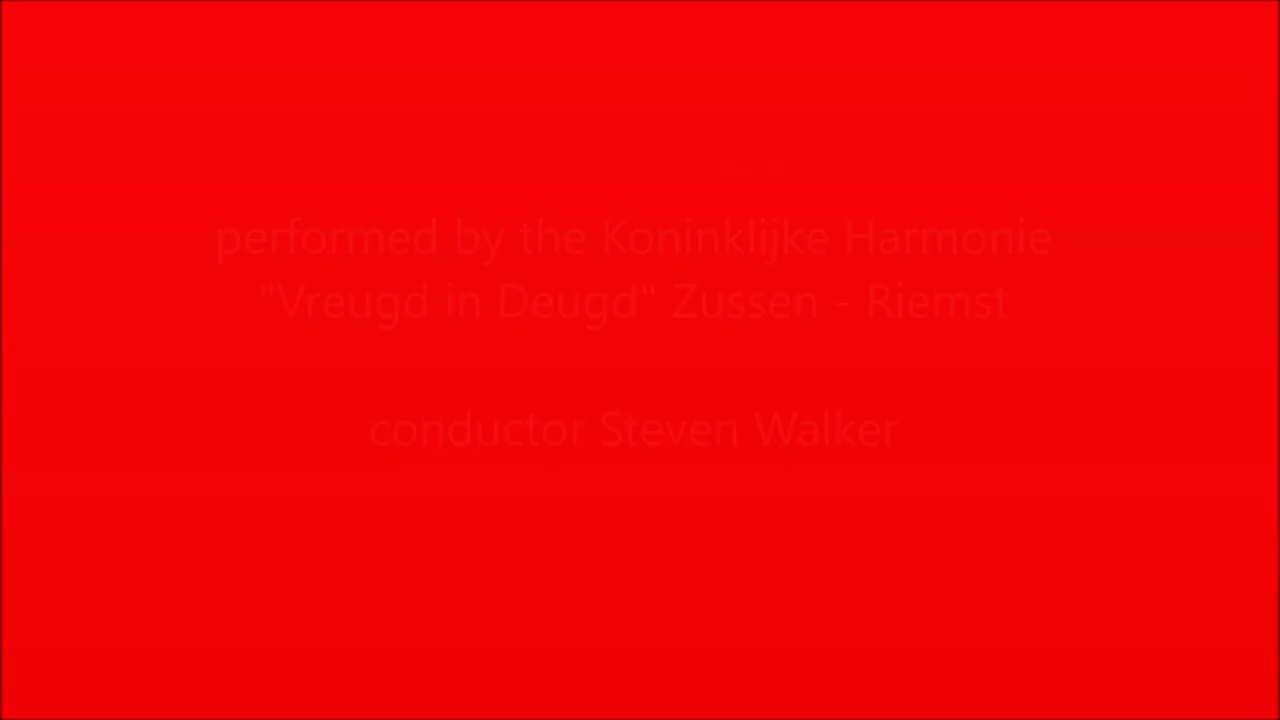 performed by the Koninklijke Harmonie
"Vreugd in Deugd" Zussen - Riemst
conductor Steven Walker